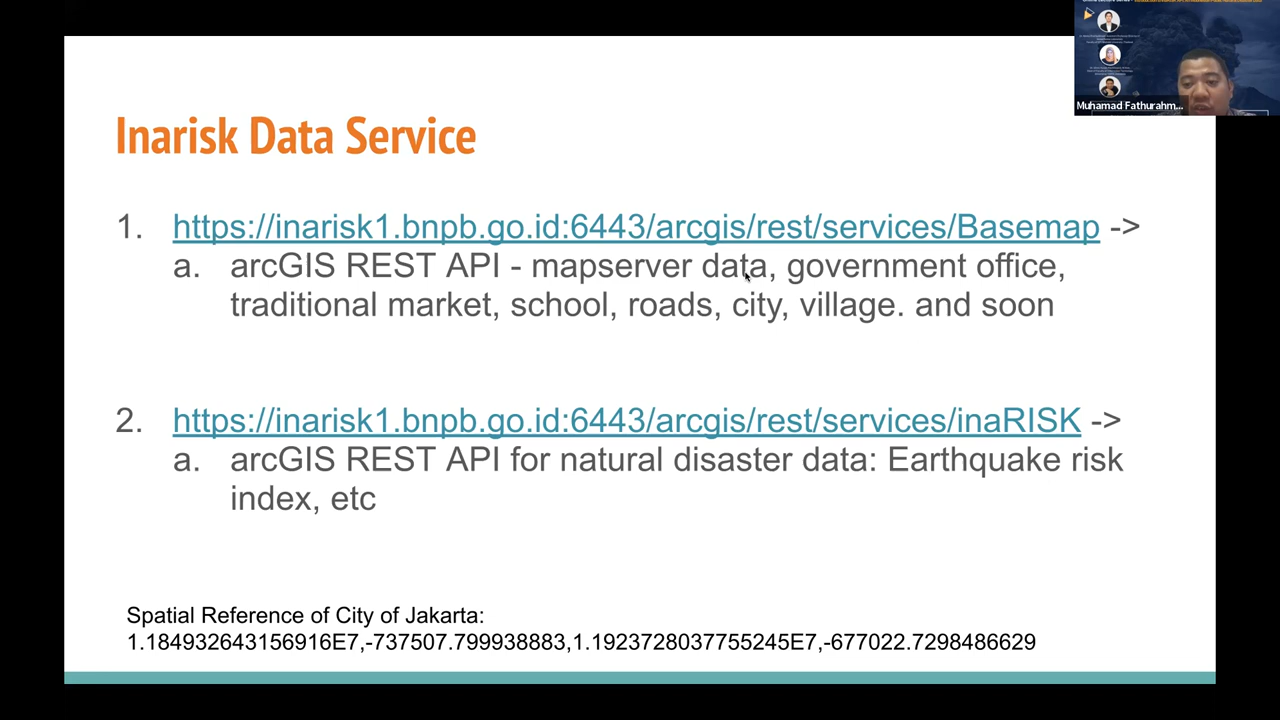 Inarisk Data Service
1. https://inarisk1.bnpb.go.id:6443/arcgis/rest/services/Basemap ->
a. arcGIS REST API - mapserver data, government office,
traditional market, school, roads, city, village. and soon
2. https://inarisk1.bnpb.go.id:6443/arcgis/rest/services/inaRISK ->
a. arcGIS REST API for natural disaster data: Earthquake risk
index, etc
Spatial Reference of City of Jakarta:
1.184932643156916E7,-737507.799938883,1.1923728037755245E7,-677022.7298486629
Muhamad Fathurahm...